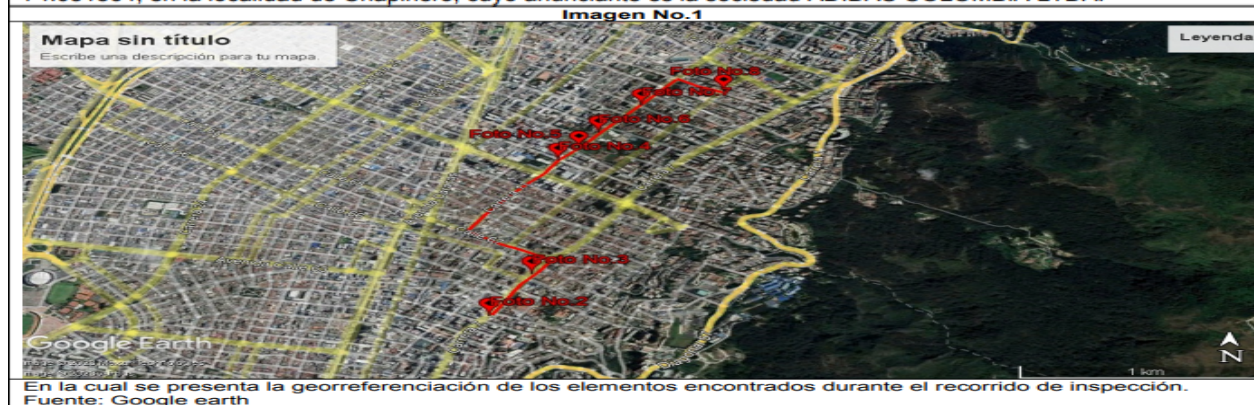 Imagen No.1
Mapa sin título
Escribe una descripción para tu mapa.
Leyenda
Foto No.8
Foto No.7
Foto No.6
Foto No.5
Foto No.4
Foto No.3
Foto No.2
Google Earth
1 km
N
En la cual se presenta la georreferenciación de los elementos encontrados durante el recorrido de inspección.
Fuente: Google earth